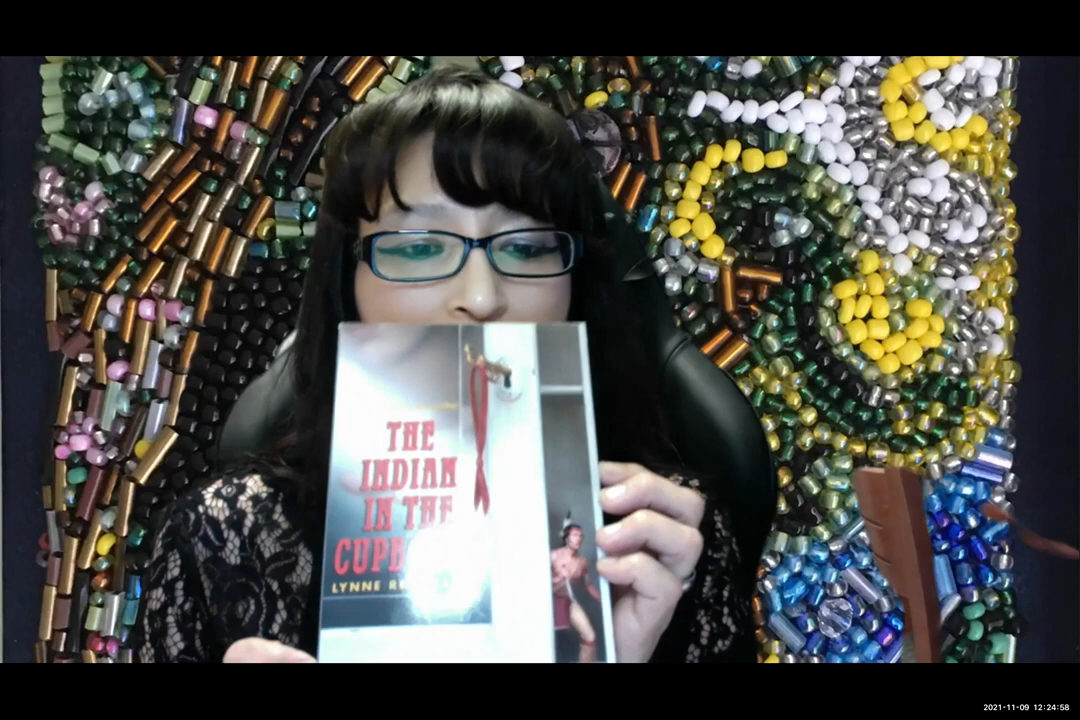 THE
INDIAN
IN THE
LYNNE
2021-11-09 12:24:58